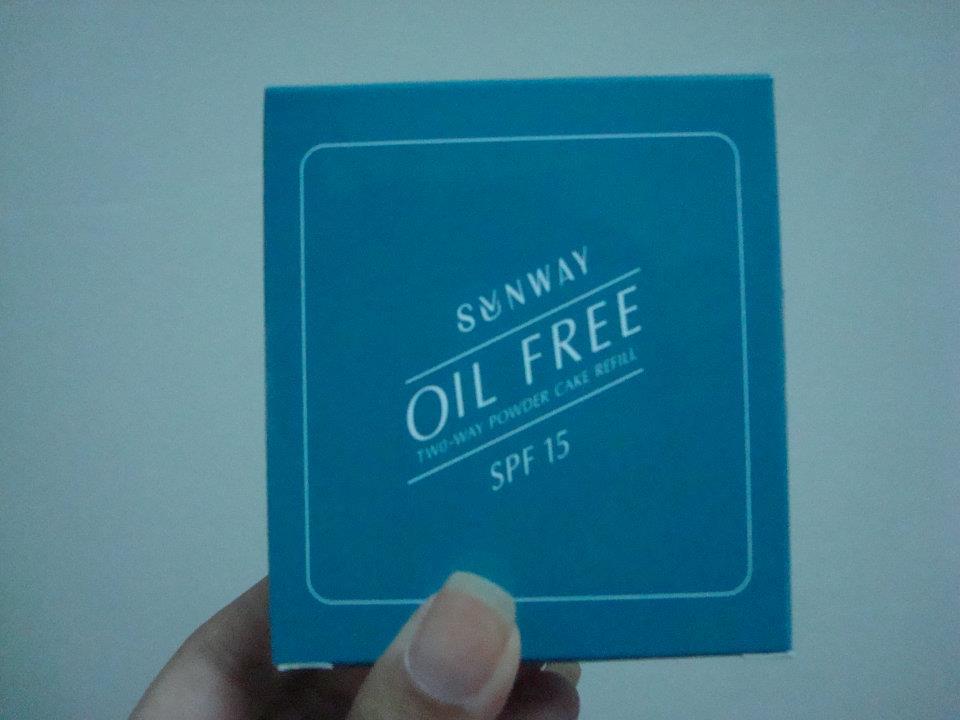 SUNWAY
OIL FREE
TWO-WAY POWDER CAKE REFILL
SPF 15